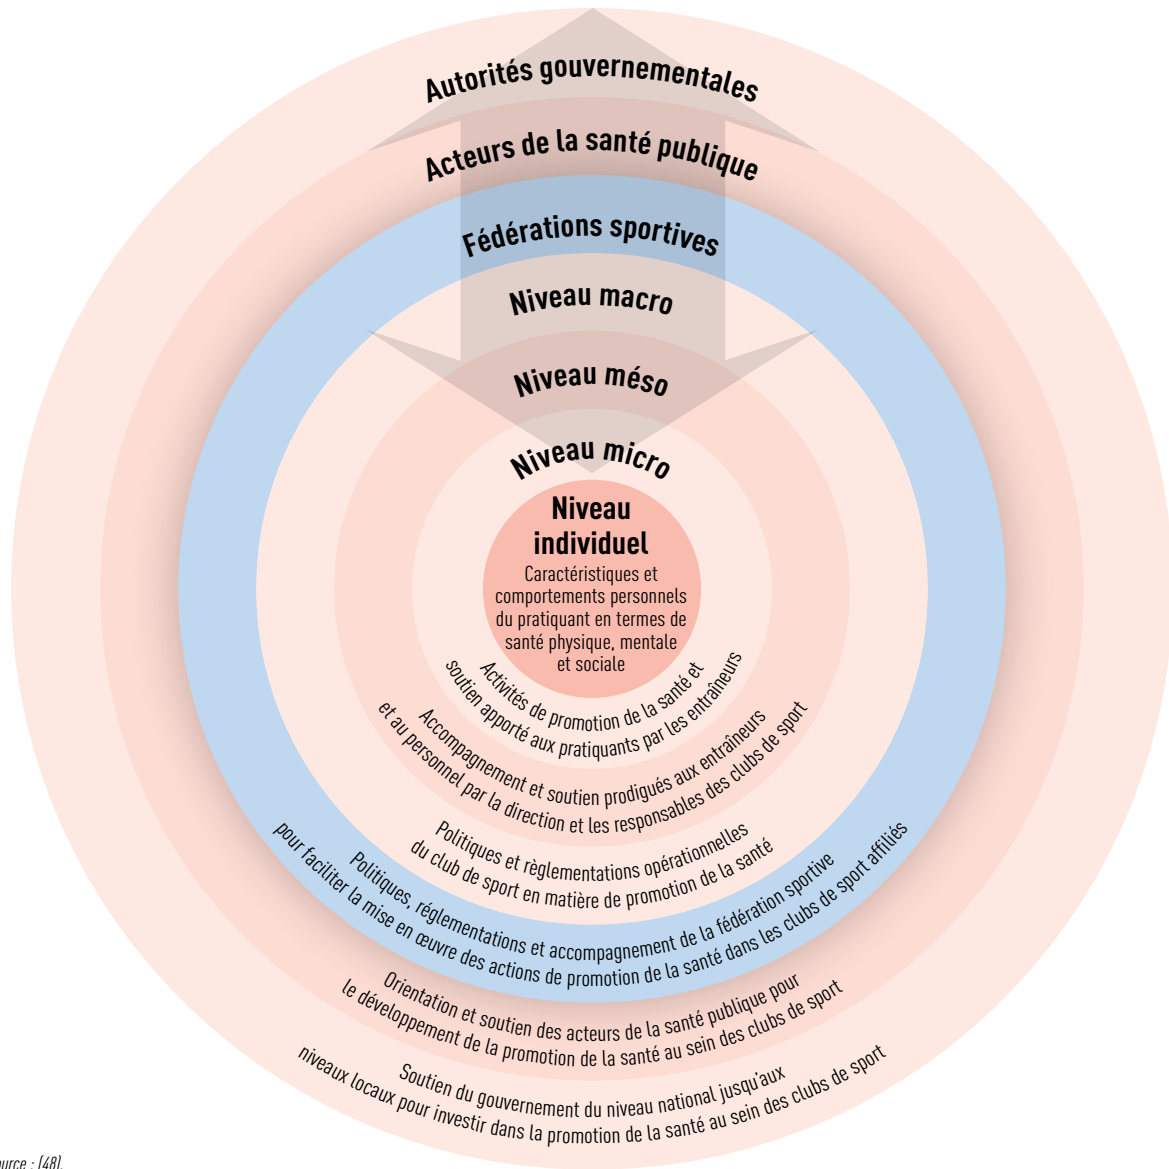 Autorités gouvernementales
Acteurs de la santé publique
Fédérations sportives
Niveau macro
Niveau méso
Niveau micro
Niveau
individuel
Caractéristiques et
comportements personnels
du pratiquant en termes de
santé physique, mentale
et sociale
Activités de promotion de la santé et
soutien apporté aux pratiquants par les entraîneurs
Accompagnement et soutien prodigués aux entraîneurs
et au personnel par la direction et les responsables des clubs de sport
Politiques et règlementations opérationnelles
du club de sport en matière de promotion de la santé
Politiques, réglementations et accompagnement de la fédération sportive
pour faciliter la mise en œuvre des actions de promotion de la santé dans les clubs de sport affiliés
Orientation et soutien des acteurs de la santé publique pour
le développement de la promotion de la santé au sein des clubs de sport
Soutien du gouvernement du niveau national jusqu'aux
niveaux locaux pour investir dans la promotion de la santé au sein des clubs de sport
ource : (48).